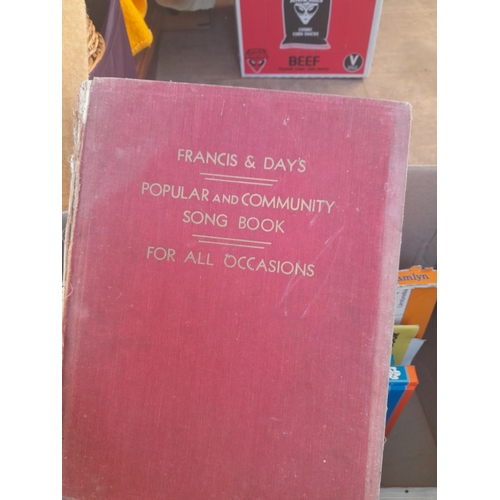 BEEF
V
FRANCIS & DAY'S
POPULAR AND COMMUNITY
SONG BOOK
FOR ALL OCCASIONS
amlyn